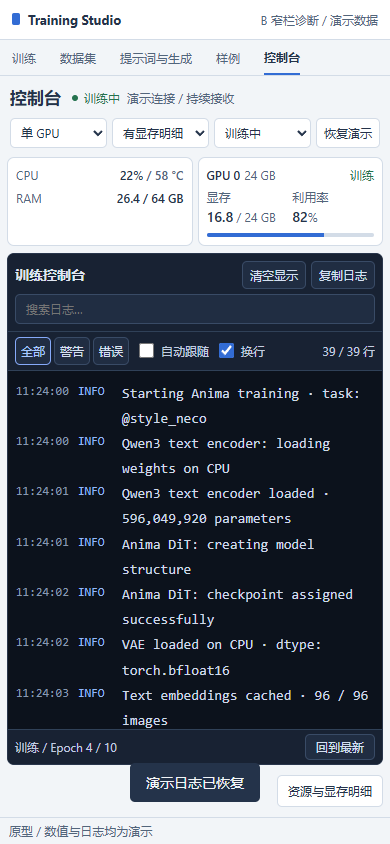 Training Studio
B 窄栏诊断 / 演示数据
训练 数据集 提示词与生成 样例 控制台
控制台 训练中 演示连接 / 持续接收
单 GPU 有显存明细 训练中 恢复演示
CPU 22% / 58 °C
RAM 26.4 / 64 GB
GPU 0 24 GB 训练
显存 利用率
16.8 / 24 GB 82%
训练控制台 清空显示 复制日志
搜索日志...
全部 警告 错误 自动跟随 换行 39 / 39 行
11:24:00 INFO Starting Anima training · task:
@style_neco
11:24:00 INFO Qwen3 text encoder: loading
weights on CPU
11:24:01 INFO Qwen3 text encoder loaded ·
596,049,920 parameters
11:24:01 INFO Anima DiT: creating model
structure
11:24:02 INFO Anima DiT: checkpoint assigned
successfully
11:24:02 INFO VAE loaded on CPU · dtype:
torch.bfloat16
11:24:03 INFO Text embeddings cached · 96 / 96
images
训练 / Epoch 4 / 10 回到最新
演示日志已恢复
资源与显存明细
原型 / 数值与日志均为演示